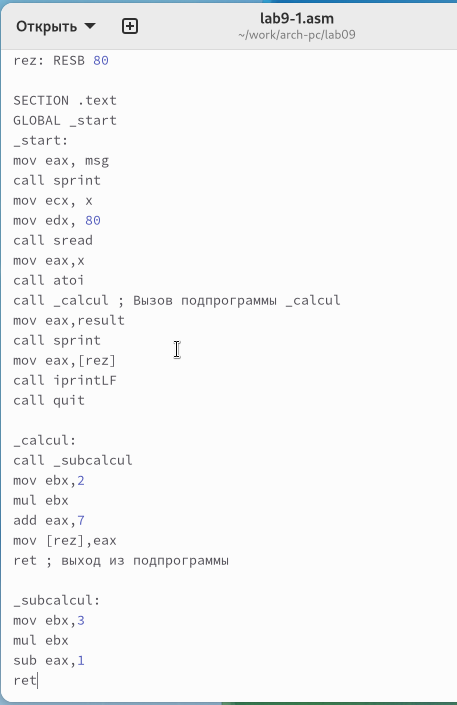 Открыть
lab9-1.asm
~/work/arch-pc/lab09
rez: RESB 80
SECTION .text
GLOBAL _start
_start:
mov eax, msg
call sprint
mov ecx, x
mov edx, 80
call sread
mov eax,x
call atoi
call _calcul ; Вызов подпрограммы _calcul
mov eax,result
call sprint
mov eax,[rez]
call iprintLF
call quit
_calcul:
call _subcalcul
mov ebx,2
mul ebx
add eax,7
mov [rez],eax
ret ; выход из подпрограммы
_subcalcul:
mov ebx,3
mul ebx
sub eax,1
ret